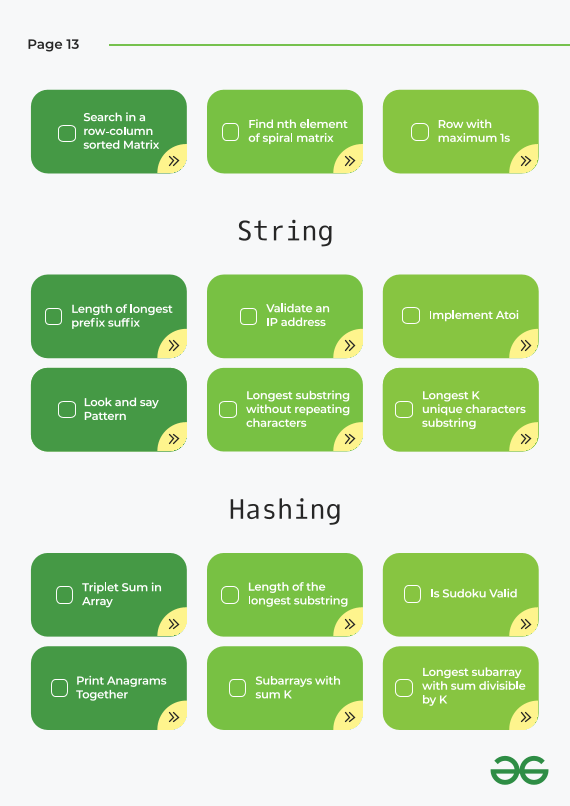 Page 13
Search in a
row-column
sorted Matrix
Find nth element
of spiral matrix
Row with
maximum 1s
String
Length of longest
prefix suffix
Validate an
IP address
Implement Atoi
Look and say
Pattern
Longest substring
without repeating
characters
Longest K
unique characters
substring
Hashing
Triplet Sum in
Array
Length of the
longest substring
Is Sudoku Valid
Print Anagrams
Together
Subarrays with
sum K
Longest subarray
with sum divisible
by K